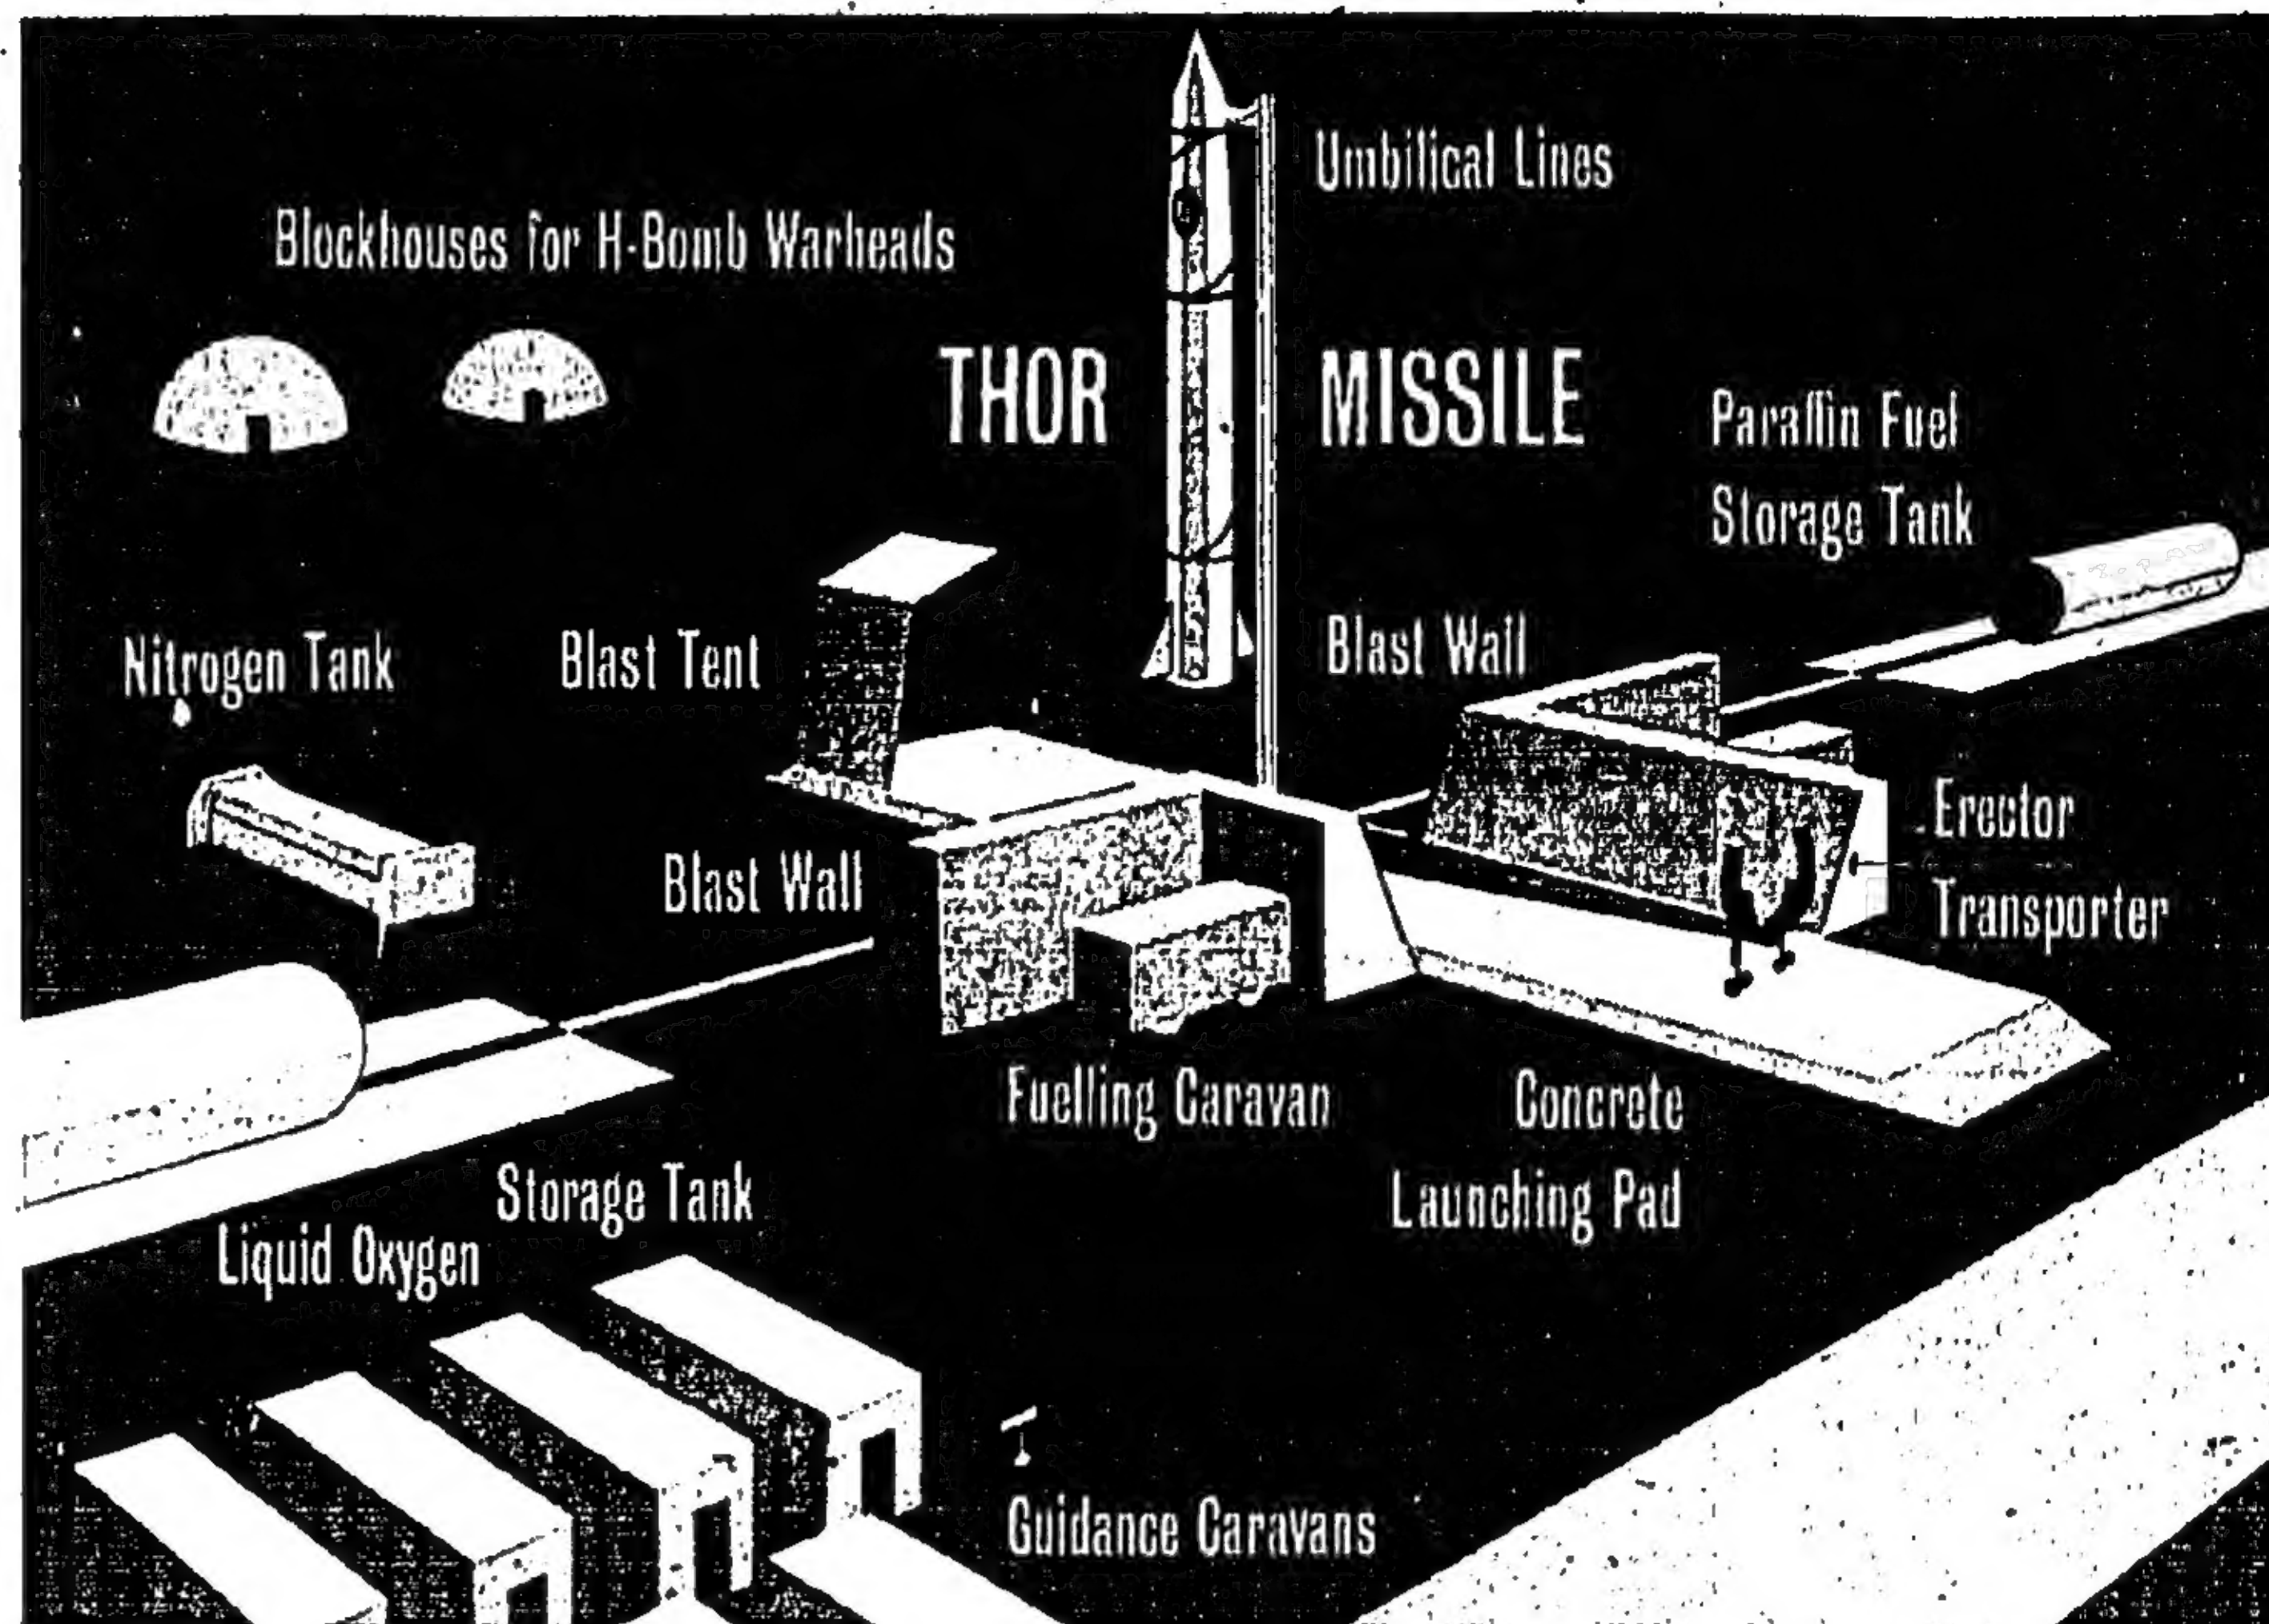 Umbilical Lines
Blockhouses for H-Bomb Warheads
THOR MISSILE
Paraffin Fuel
Storage Tank
Nitrogen Tank
Blast Tent
Blast Wall
Erector
Transporter
Blast Wall
Fuelling Caravan
Concrete
Launching Pad
Storage Tank
Liquid Oxygen
Guidance Caravans